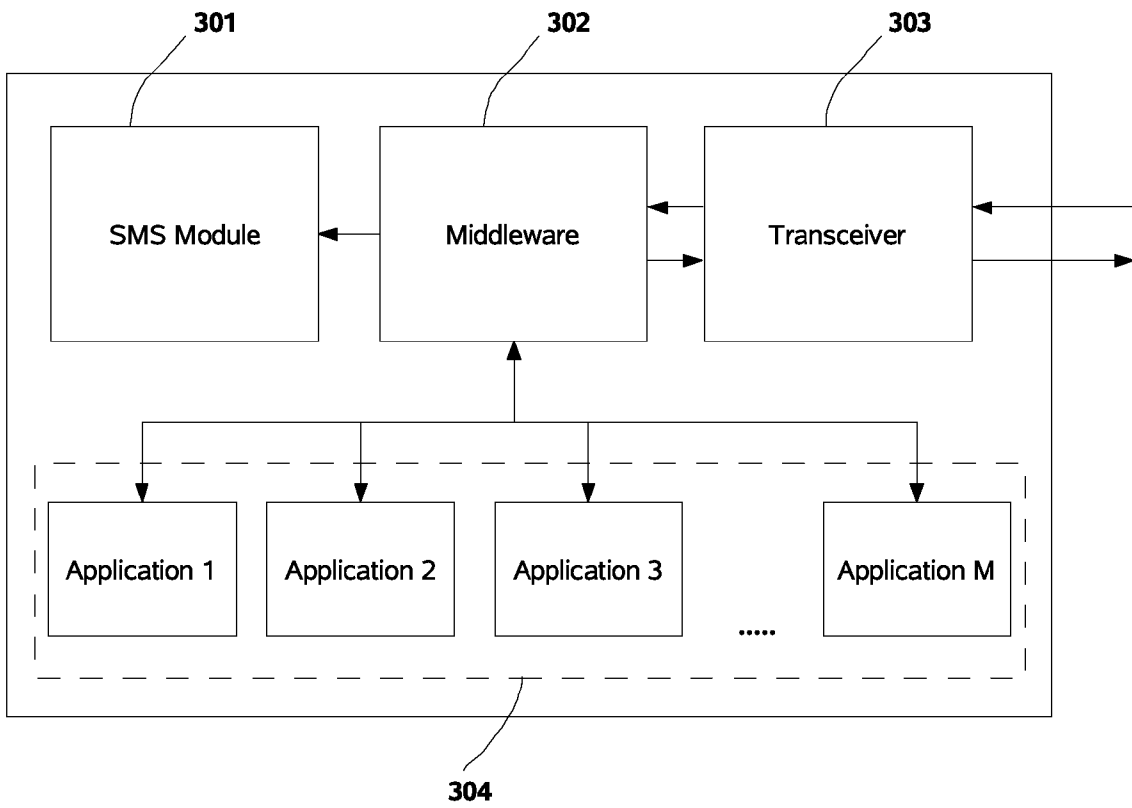 301 302 303
SMS Module Middleware Transceiver
Application 1 Application 2 Application 3 ..... Application M
304